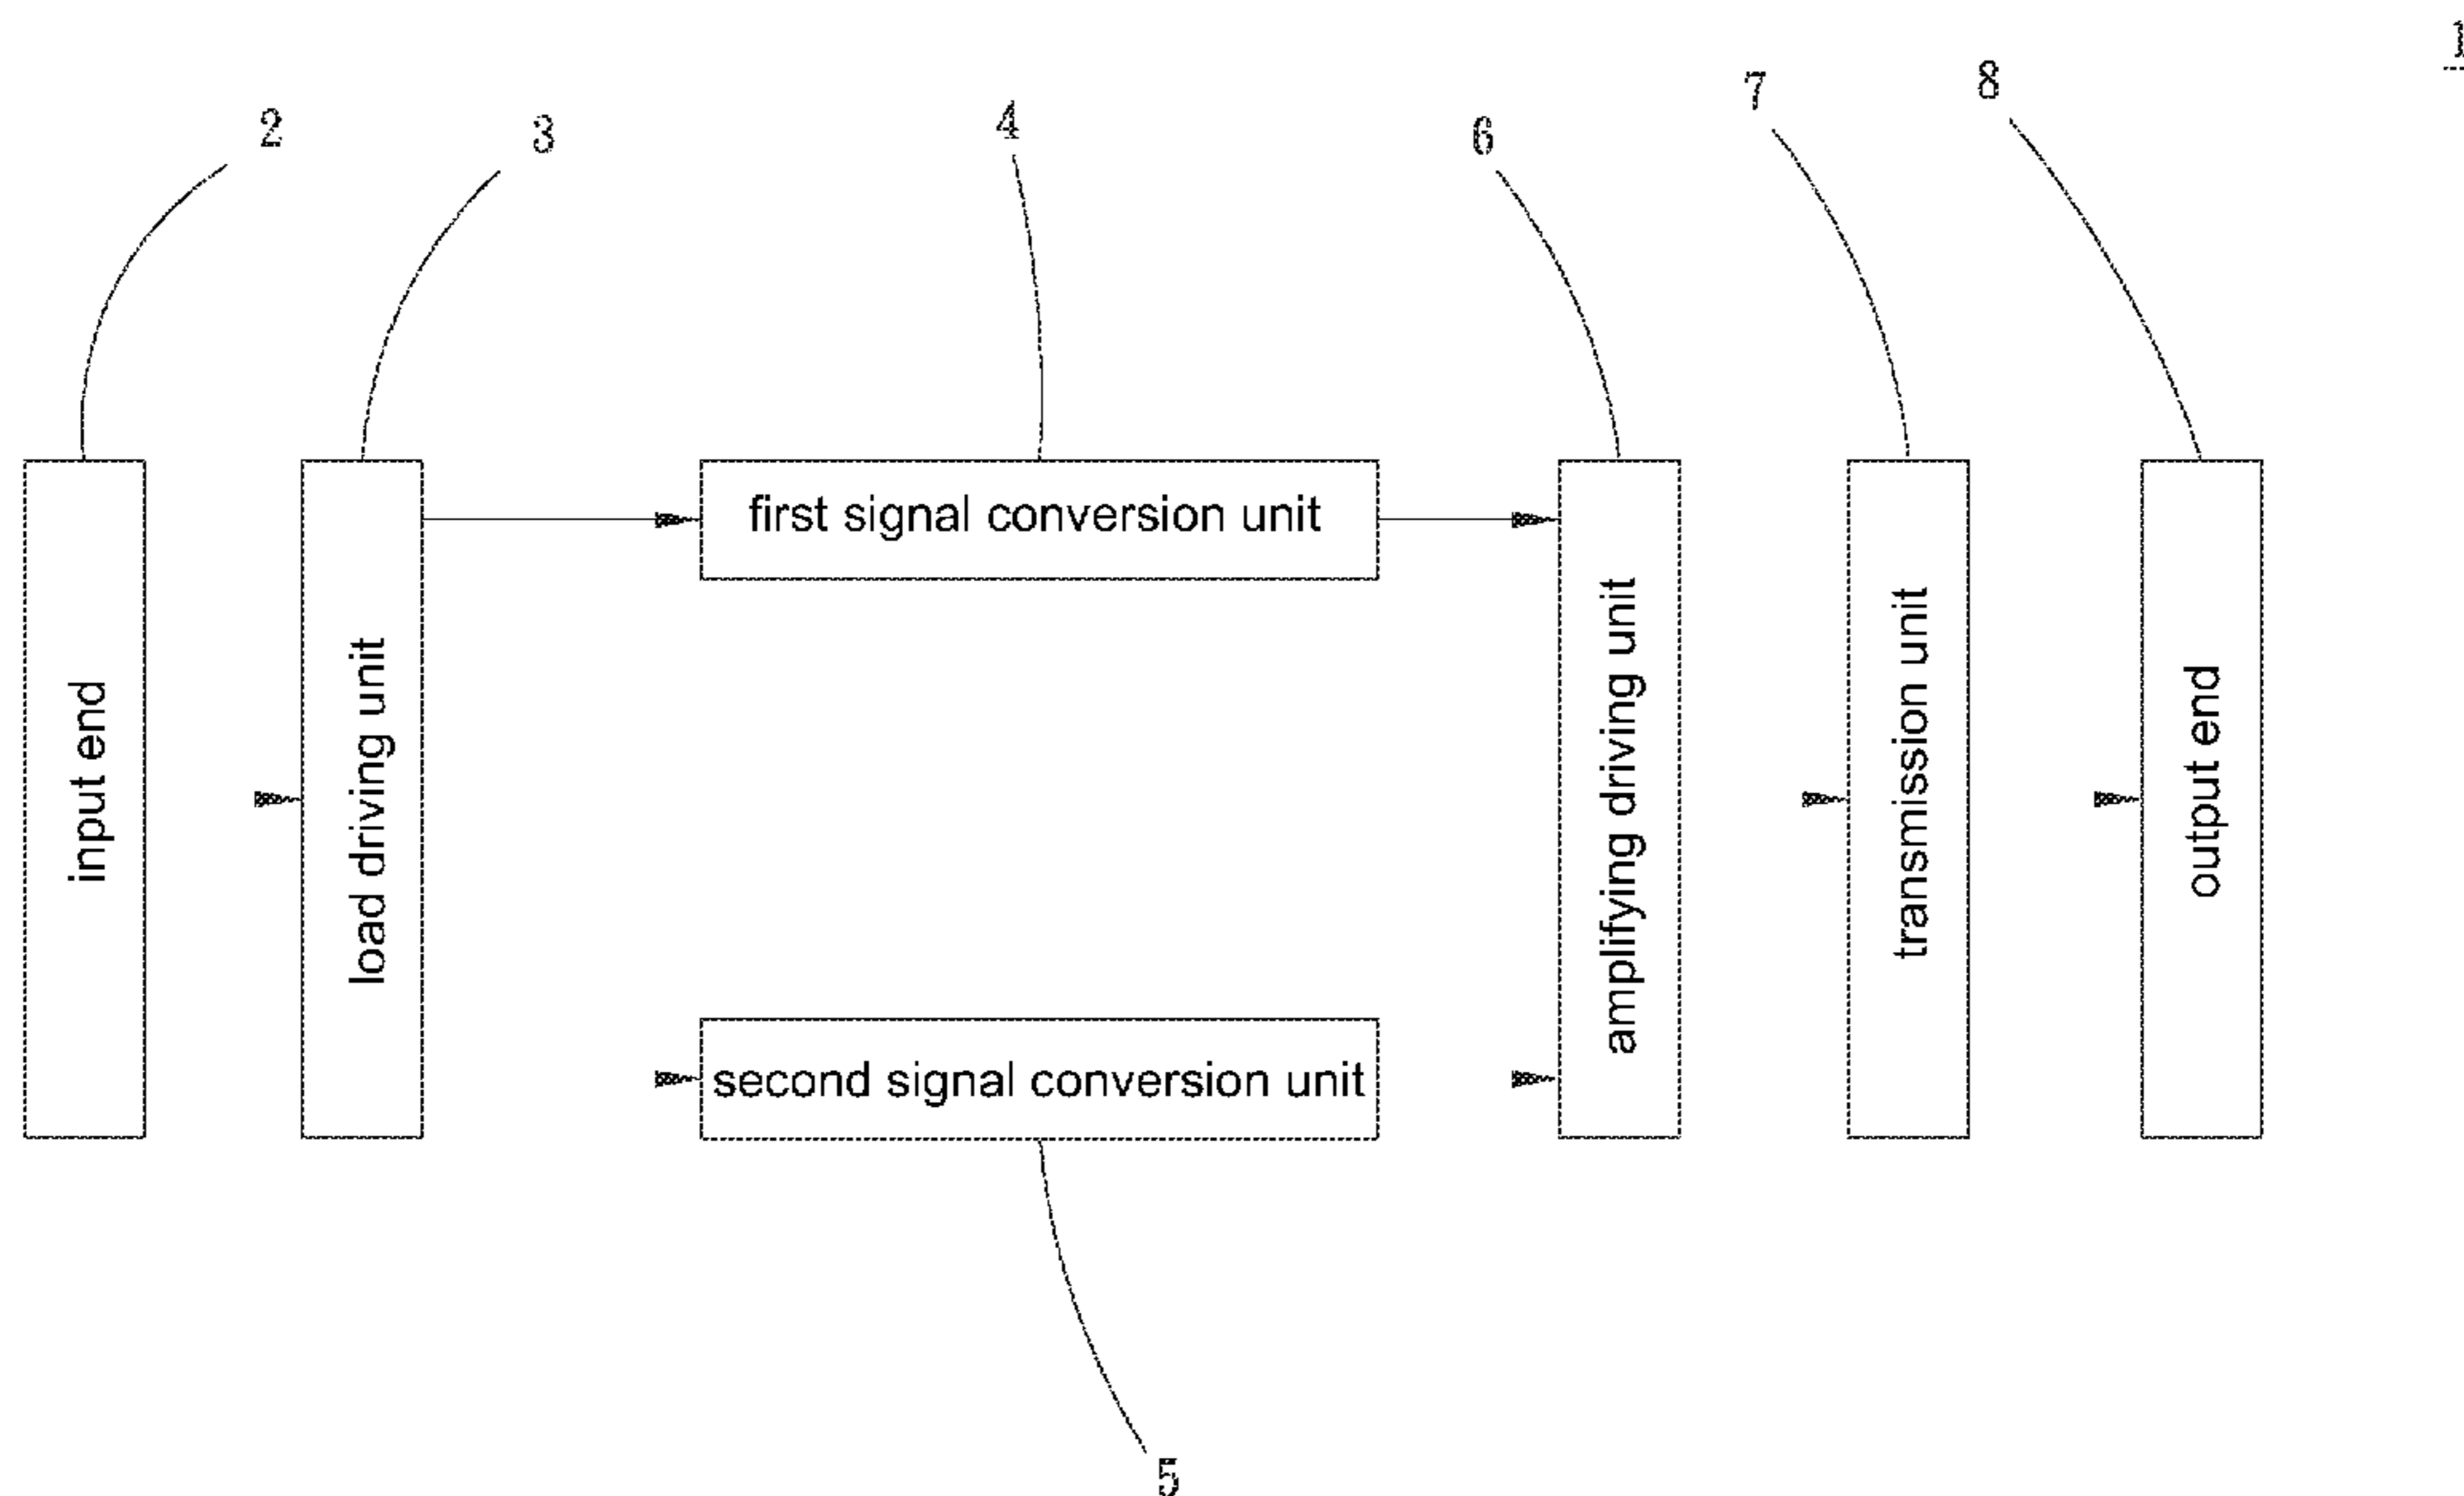 1
2
3
4
6
7
8
input end
load driving unit
first signal conversion unit
second signal conversion unit
amplifying driving unit
transmission unit
output end
5